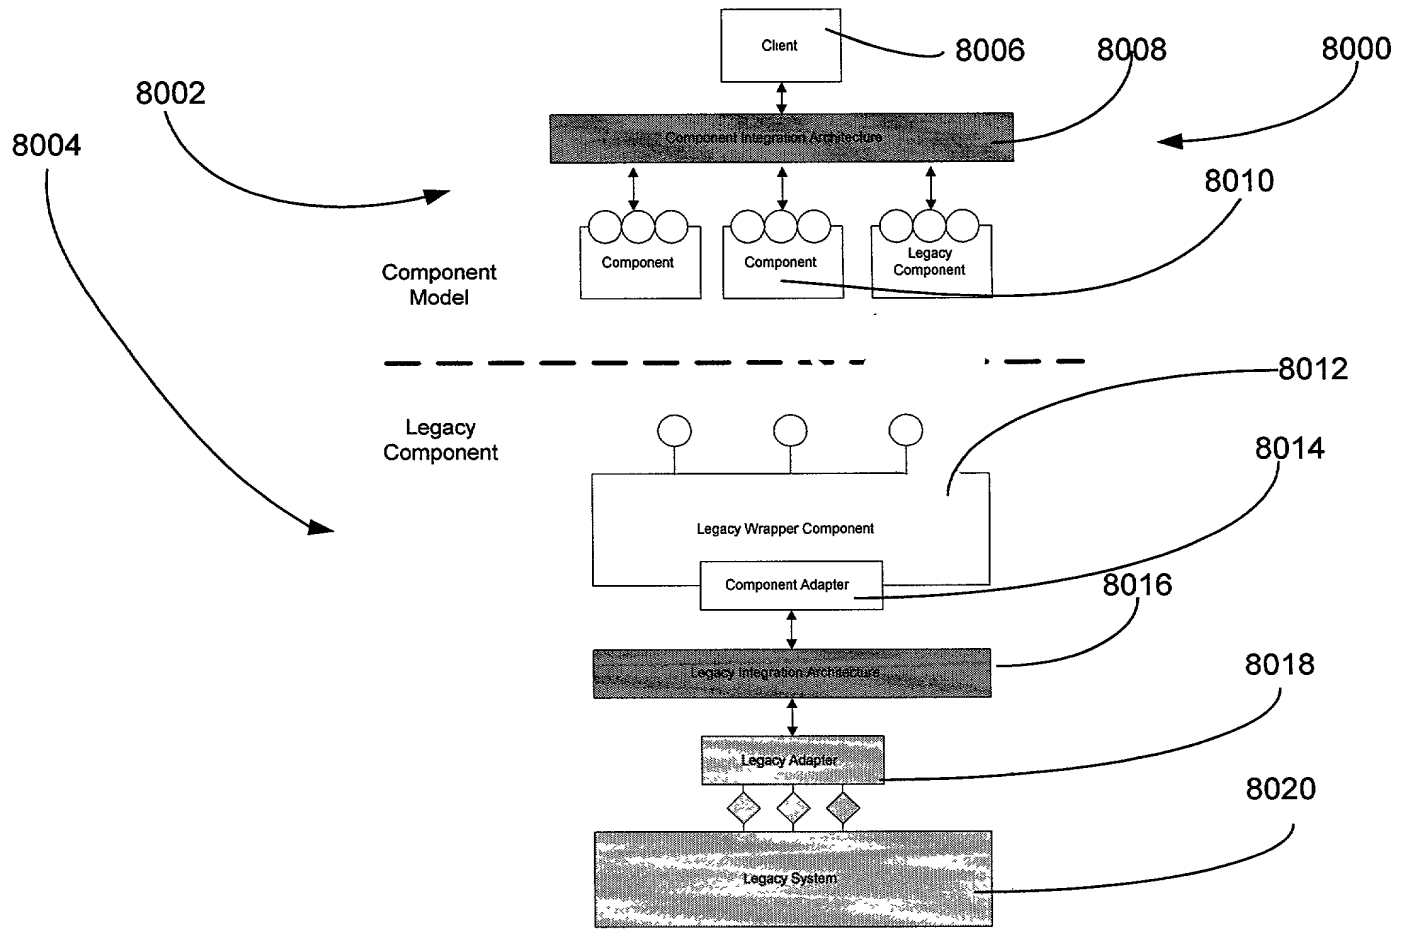 Client
8006
8008
8000
8002
8004
Component Integration Architecture
8010
Component
Component
Legacy
Component
Component
Model
8012
Legacy
Component
8014
Legacy Wrapper Component
Component Adapter
8016
Legacy Integration Architecture
8018
Legacy Adapter
8020
Legacy System